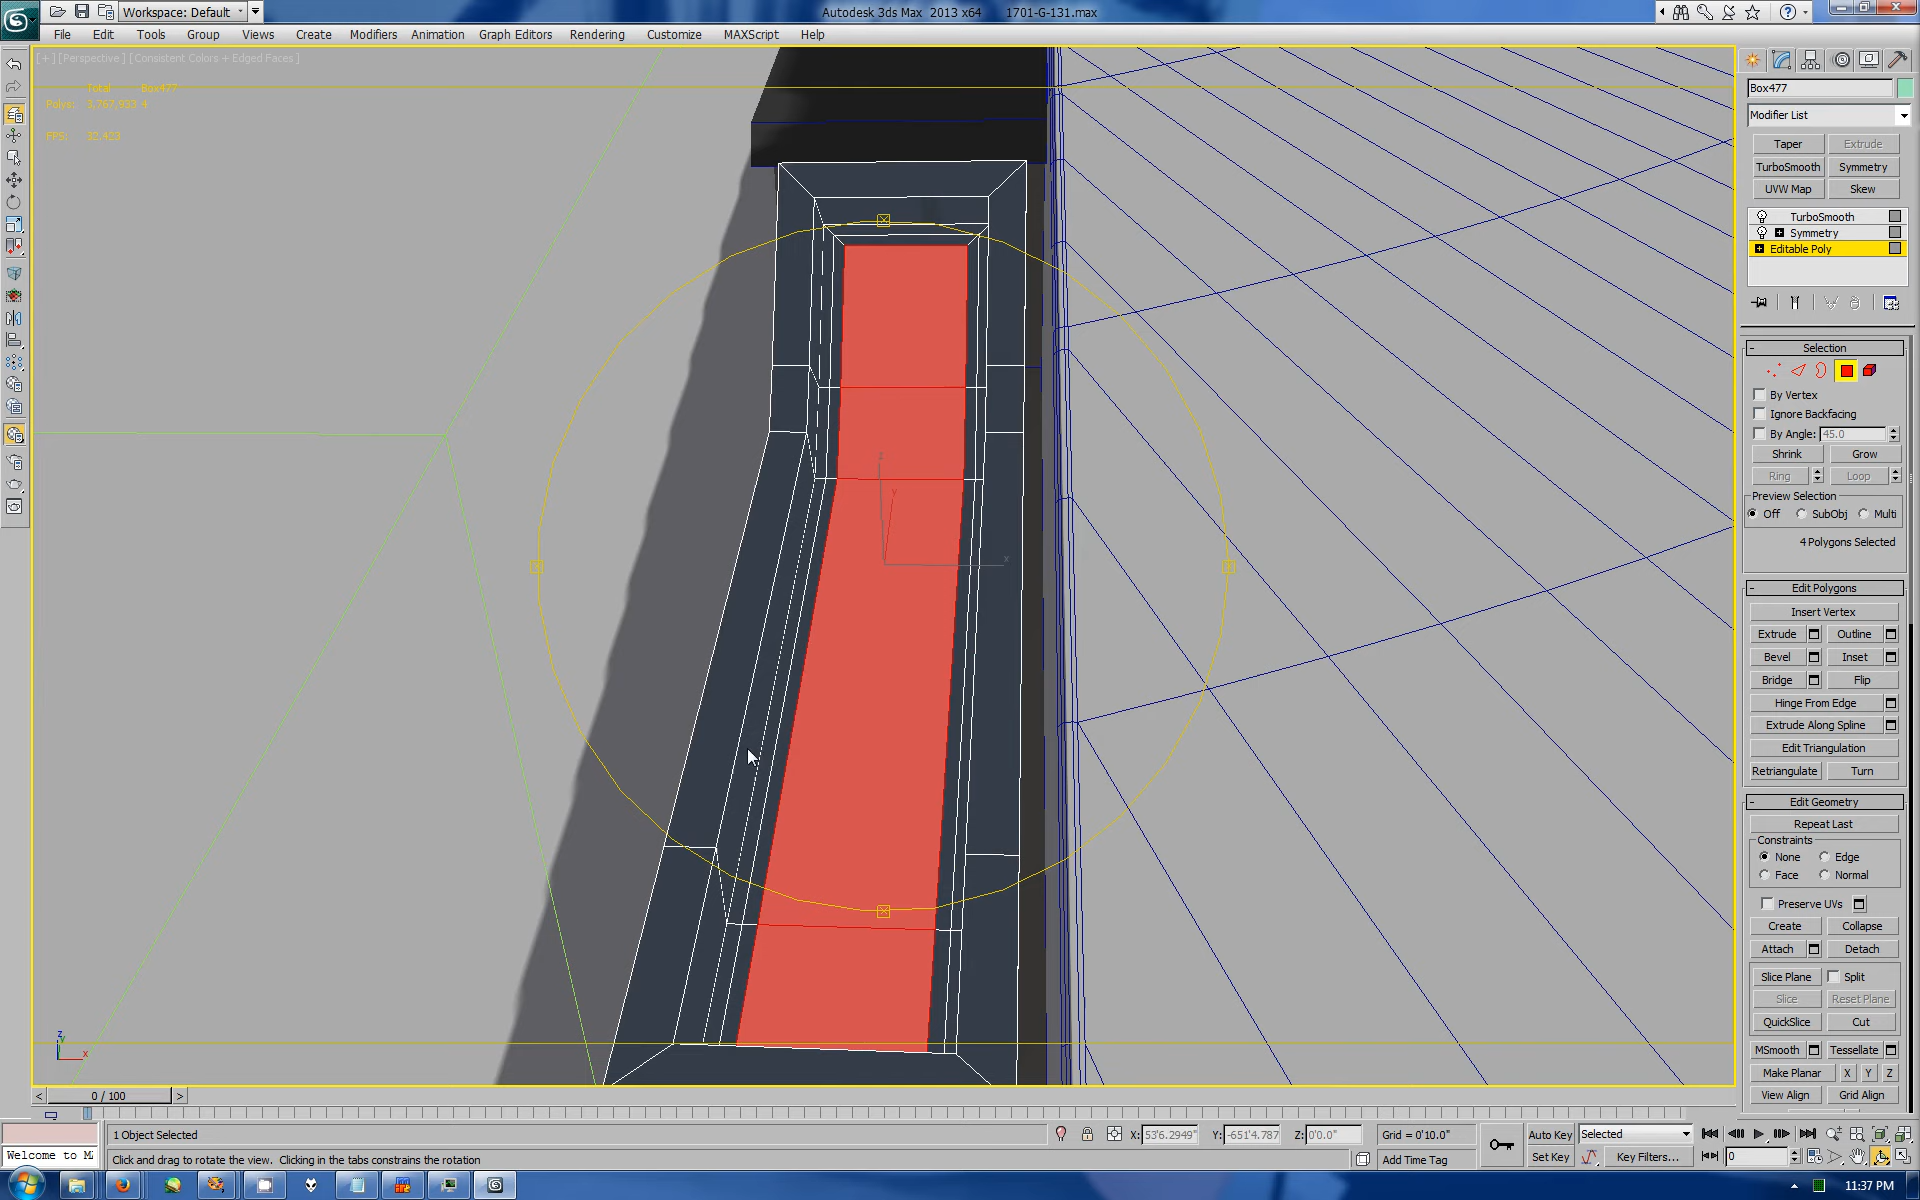 Workspace: Default
Autodesk 3ds Max 2013 x64 1701-G-131.max
File Edit Tools Group Views Create Modifiers Animation Graph Editors Rendering Customize MAXScript Help
[+] [Perspective] [Consistent Colors + Edged Faces]
Total Box477
Polys: 3,767,933 4
FPS: 32.423
Box477
Modifier List
Taper Extrude
TurboSmooth Symmetry
UVW Map Skew
TurboSmooth
Symmetry
Editable Poly
Selection
By Vertex
Ignore Backfacing
By Angle: 45.0
Shrink Grow
Ring Loop
Preview Selection
Off SubObj Multi
4 Polygons Selected
Edit Polygons
Insert Vertex
Extrude Outline
Bevel Inset
Bridge Flip
Hinge From Edge
Extrude Along Spline
Edit Triangulation
Retriangulate Turn
Edit Geometry
Repeat Last
Constraints
None Edge
Face Normal
Preserve UVs
Create Collapse
Attach Detach
Slice Plane Split
Slice Reset Plane
QuickSlice Cut
MSmooth Tessellate
Make Planar X Y Z
View Align Grid Align
z
y
x
z
x
< 0 / 100 >
1 Object Selected X: 53'6.2949" Y: -651'4.787 Z: 0'0.0" Grid = 0'10.0" Auto Key Selected
Welcome to M Click and drag to rotate the view. Clicking in the tabs constrains the rotation Add Time Tag Set Key Key Filters... 0
11:37 PM